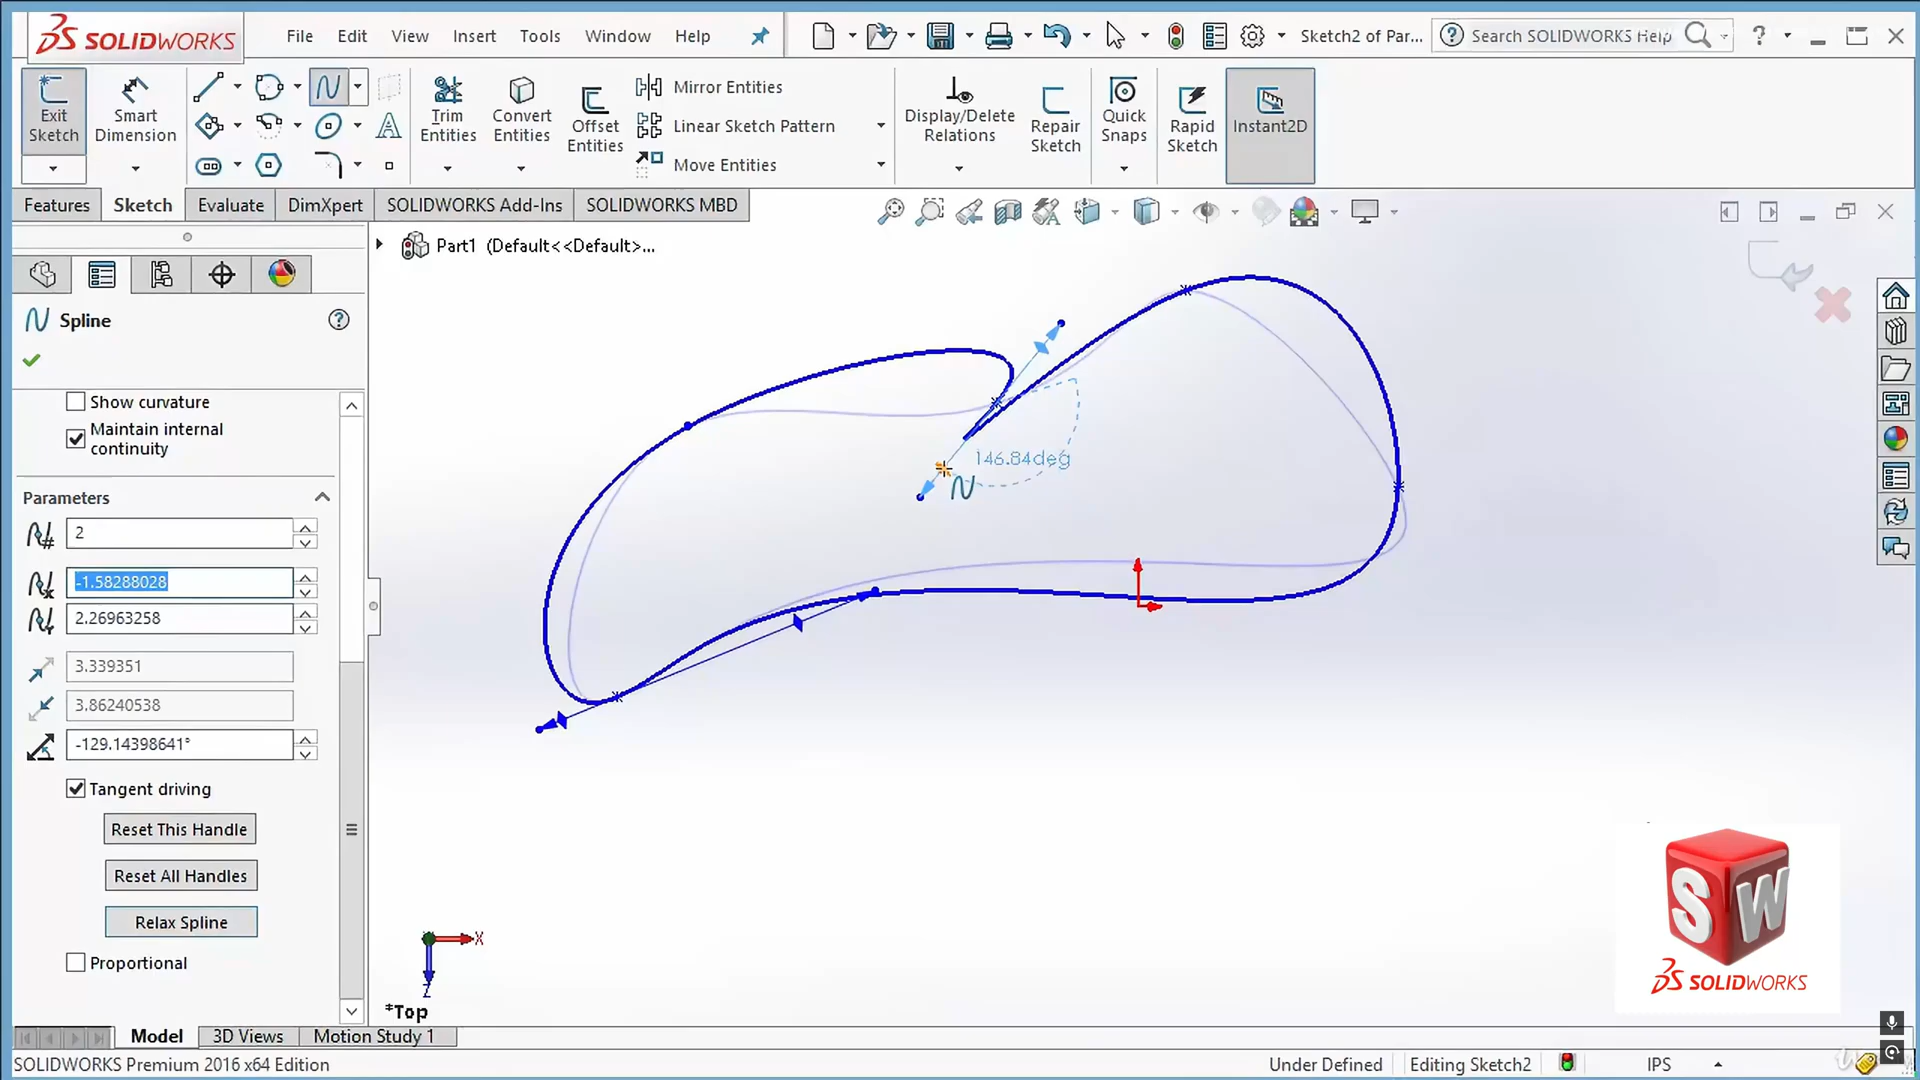 SOLIDWORKS File Edit View Insert Tools Window Help Sketch2 of Par... Search SOLIDWORKS Help ?
Exit Sketch
Smart Dimension
Trim Entities
Convert Entities
Offset Entities
Mirror Entities
Linear Sketch Pattern
Move Entities
Display/Delete Relations
Repair Sketch
Quick Snaps
Rapid Sketch
Instant2D
Features Sketch Evaluate DimXpert SOLIDWORKS Add-Ins SOLIDWORKS MBD
Part1 (Default<<Default>...
Spline
Show curvature
Maintain internal continuity
Parameters
2
-1.58288028
2.26963258
3.339351
3.86240538
-129.14398641°
Tangent driving
Reset This Handle
Reset All Handles
Relax Spline
Proportional
146.84deg
X
Z
*Top
SW
SOLIDWORKS
Model 3D Views Motion Study 1
SOLIDWORKS Premium 2016 x64 Edition Under Defined Editing Sketch2 IPS